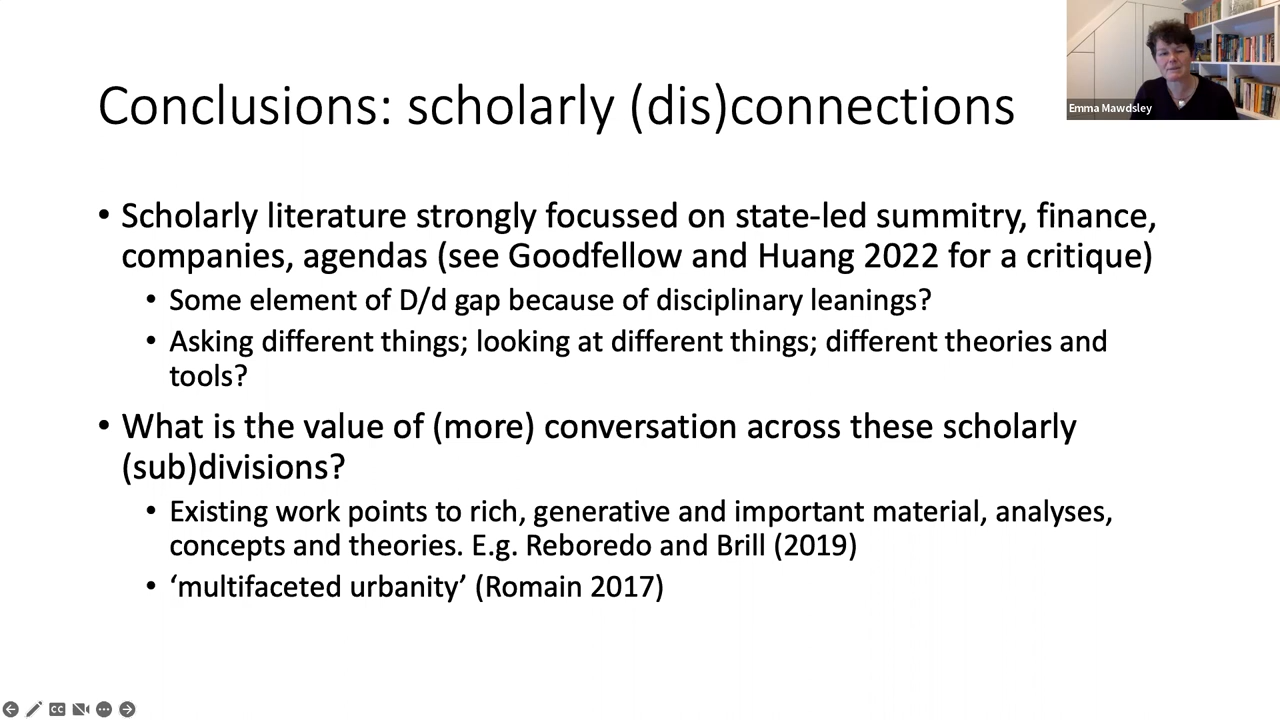 Emma Mawdsley
Conclusions: scholarly (dis)connections
• Scholarly literature strongly focussed on state-led summitry, finance,
companies, agendas (see Goodfellow and Huang 2022 for a critique)
• Some element of D/d gap because of disciplinary leanings?
• Asking different things; looking at different things; different theories and
tools?
• What is the value of (more) conversation across these scholarly
(sub)divisions?
• Existing work points to rich, generative and important material, analyses,
concepts and theories. E.g. Reboredo and Brill (2019)
• ‘multifaceted urbanity’ (Romain 2017)
CC